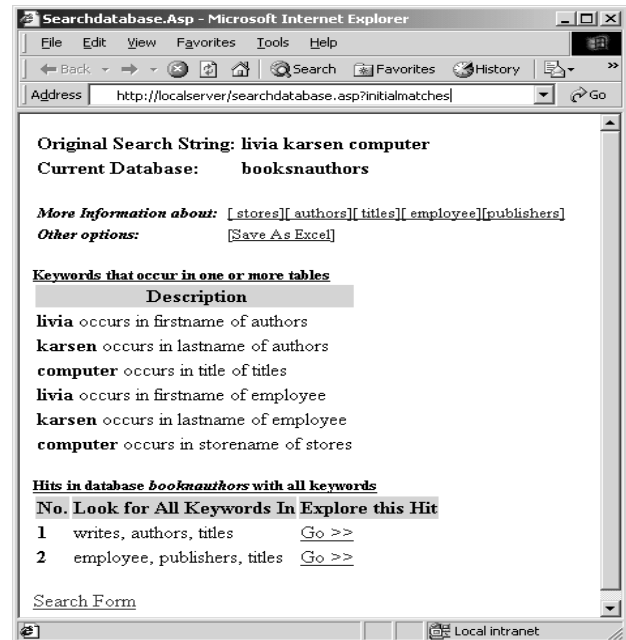 Searchdatabase.Asp - Microsoft Internet Explorer
File Edit View Favorites Tools Help
Back Search Favorites History »
Address http://localserver/searchdatabase.asp?initialmatches Go
Original Search String: livia karsen computer
Current Database: booksnauthors
More Information about: [ stores][ authors][ titles][ employee][publishers]
Other options: [Save As Excel]
Keywords that occur in one or more tables
Description
livia occurs in firstname of authors
karsen occurs in lastname of authors
computer occurs in title of titles
livia occurs in firstname of employee
karsen occurs in lastname of employee
computer occurs in storename of stores
Hits in database booknauthors with all keywords
No. Look for All Keywords In Explore this Hit
1 writes, authors, titles Go >>
2 employee, publishers, titles Go >>
Search Form
Local intranet